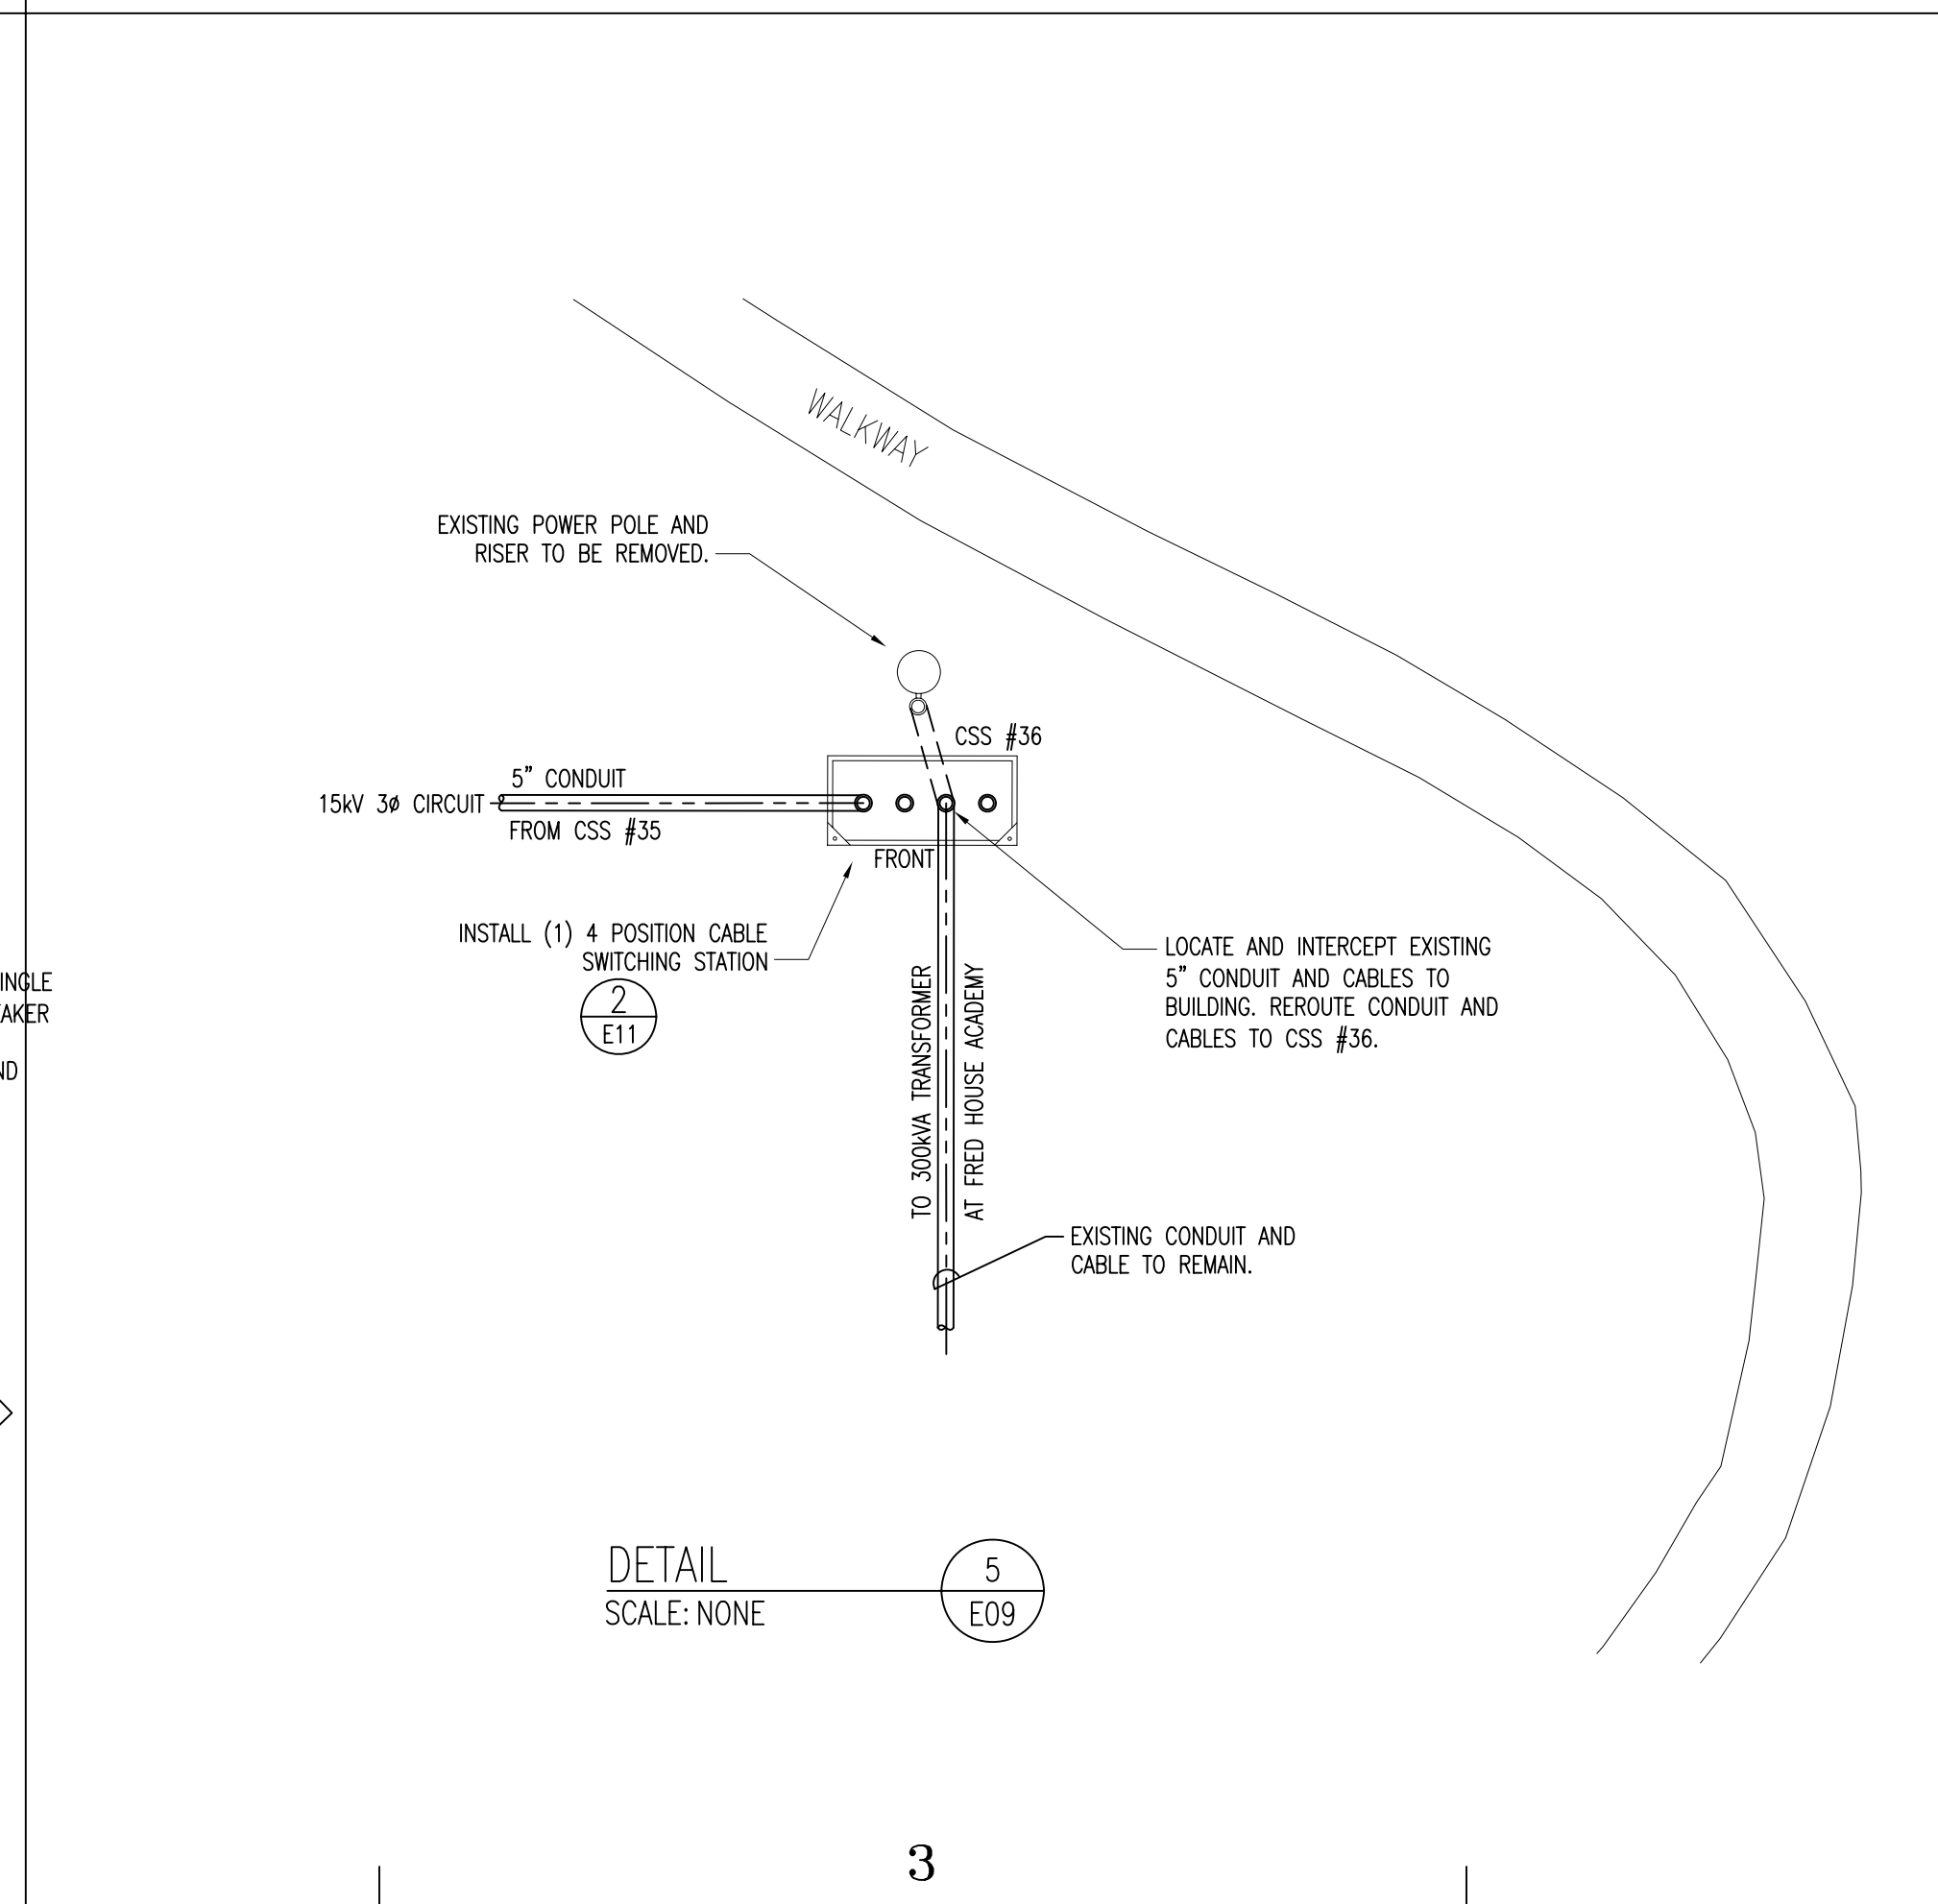 WALKWAY
EXISTING POWER POLE AND
RISER TO BE REMOVED.
CSS #36
5" CONDUIT
15kV 3ø CIRCUIT
FROM CSS #35
FRONT
INSTALL (1) 4 POSITION CABLE
SWITCHING STATION
2
E11
LOCATE AND INTERCEPT EXISTING
5" CONDUIT AND CABLES TO
BUILDING. REROUTE CONDUIT AND
CABLES TO CSS #36.
TO 300kVA TRANSFORMER
AT FRED HOUSE ACADEMY
EXISTING CONDUIT AND
CABLE TO REMAIN.
DETAIL
SCALE: NONE
5
E09
3